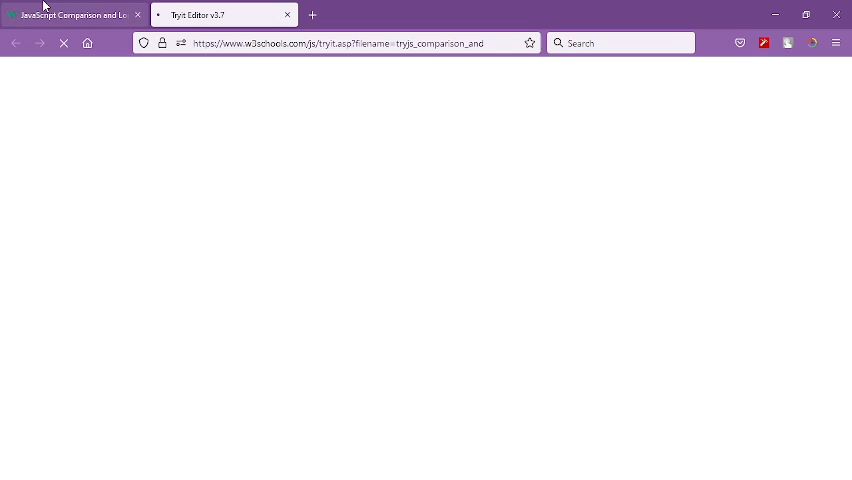 JavaScript Comparison and Lo
Tryit Editor v3.7
https://www.w3schools.com/js/tryit.asp?filename=tryjs_comparison_and
Search